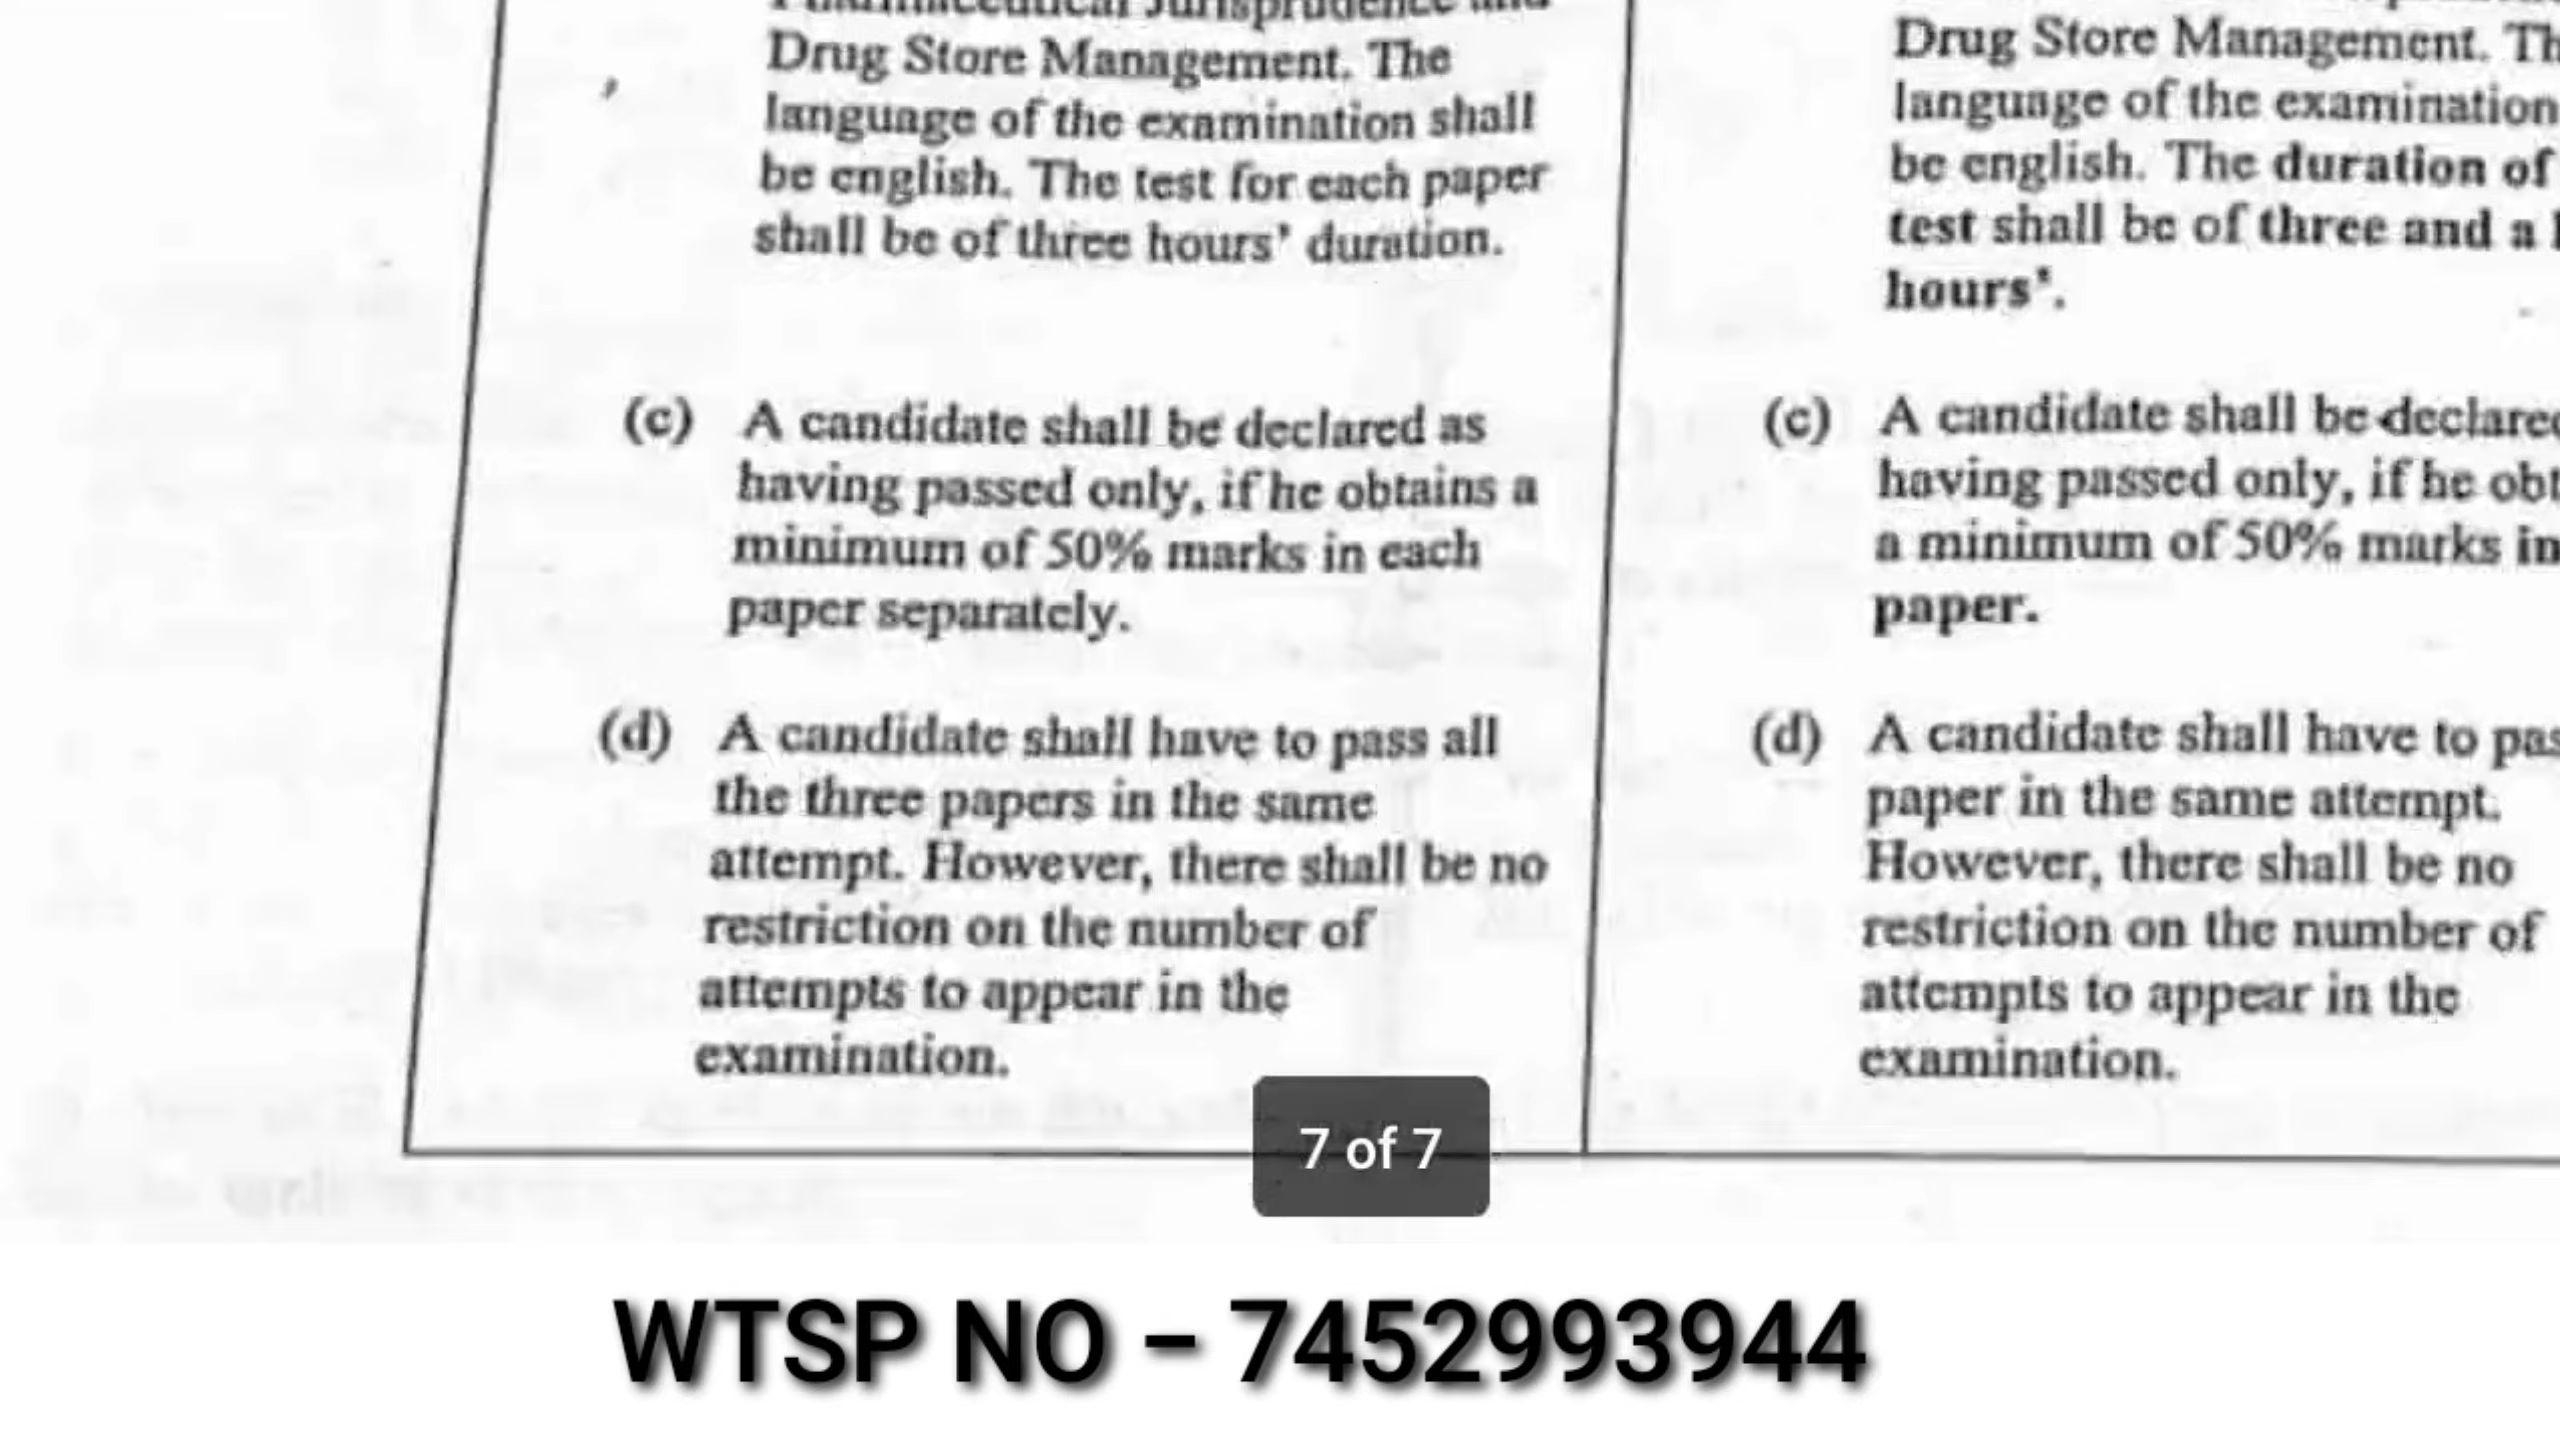 Pharmaceutical Jurisprudence and
Drug Store Management. The
language of the examination shall
be english. The test for each paper
shall be of three hours' duration.
(c) A candidate shall be declared as
having passed only, if he obtains a
minimum of 50% marks in each
paper separately.
(d) A candidate shall have to pass all
the three papers in the same
attempt. However, there shall be no
restriction on the number of
attempts to appear in the
examination.
Drug Store Management. Th
language of the examination
be english. The duration of
test shall be of three and a
hours'.
(c) A candidate shall be declared
having passed only, if he obt
a minimum of 50% marks in
paper.
(d) A candidate shall have to pas
paper in the same attempt.
However, there shall be no
restriction on the number of
attempts to appear in the
examination.
7 of 7
WTSP NO - 7452993944